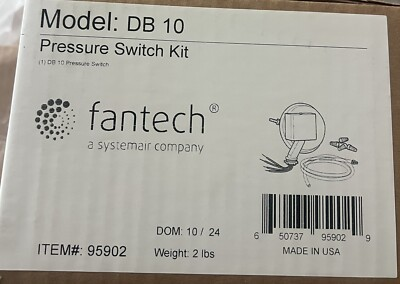 Model: DB 10
Pressure Switch Kit
(1) DB 10 Pressure Switch
fantech®
a systemair company
DOM: 10 / 24
ITEM#: 95902
Weight: 2 lbs
6 50737 95902 9
MADE IN USA